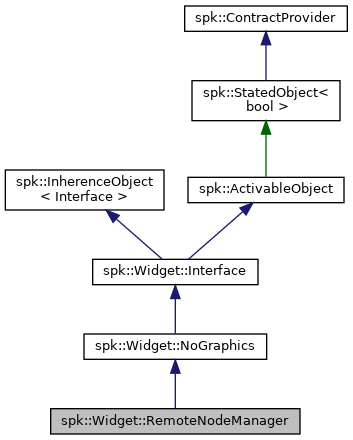 spk::ContractProvider
spk::StatedObject<
bool >
spk::InherenceObject
< Interface >
spk::ActivableObject
spk::Widget::Interface
spk::Widget::NoGraphics
spk::Widget::RemoteNodeManager